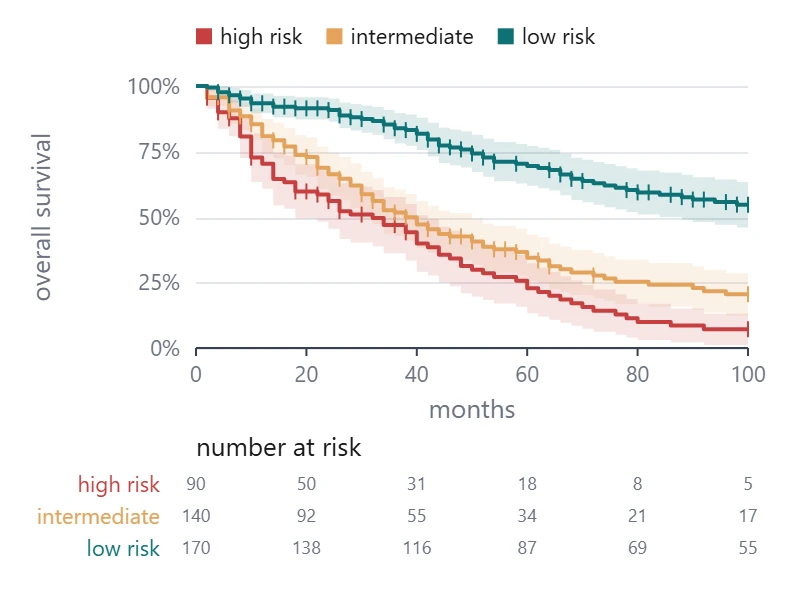 high risk intermediate low risk
overall survival
100%
75%
50%
25%
0%
0 20 40 60 80 100
months
number at risk
high risk 90 50 31 18 8 5
intermediate 140 92 55 34 21 17
low risk 170 138 116 87 69 55